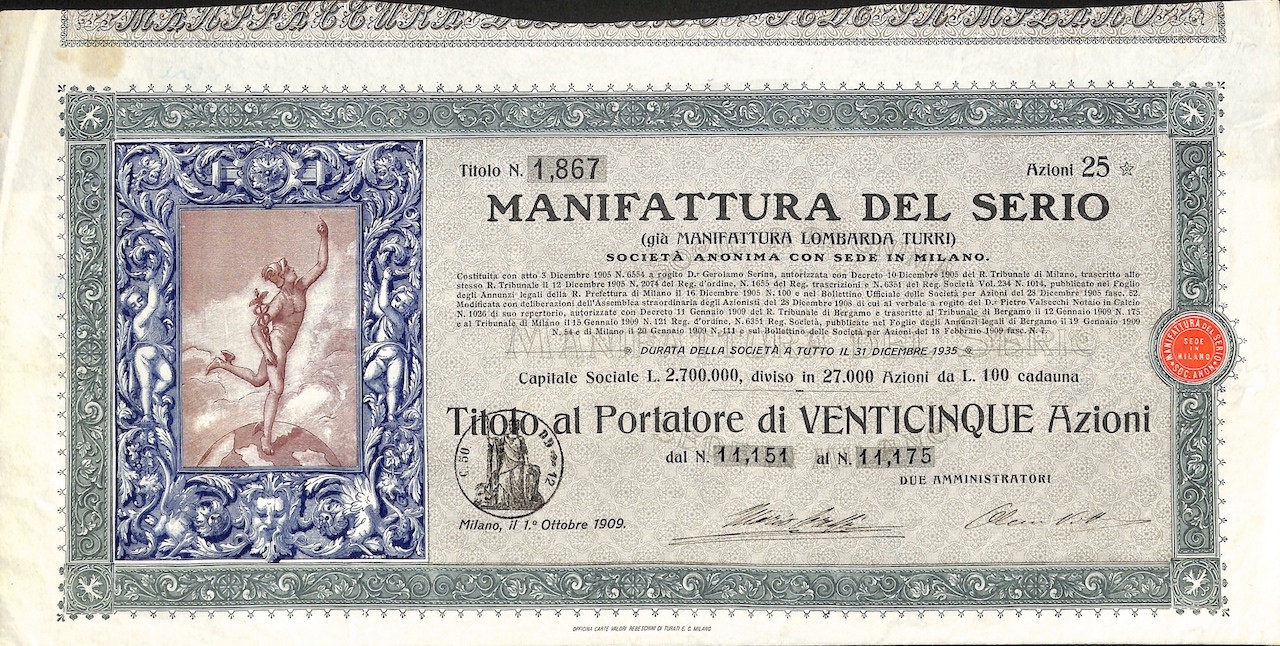 Titolo N. 1,867
Azioni 25
MANIFATTURA DEL SERIO
(già MANIFATTURA LOMBARDA TURRI)
SOCIETÀ ANONIMA CON SEDE IN MILANO.
Costituita con atto 3 Dicembre 1905 N. 6554 a rogito D.r Gerolamo Serina, autorizzata con Decreto 10 Dicembre 1905 del R. Tribunale di Milano, trascritto allo
stesso R. Tribunale il 12 Dicembre 1905 N. 2074 del Reg. d'ordine, N. 1655 del Reg. trascrizioni e N. 6351 del Reg. Società Vol. 234 N. 1014, pubblicate nel Foglio
degli Annunzi legali della R. Prefettura di Milano il 16 Dicembre 1905 N. 100 e nel Bollettino Ufficiale delle Società per Azioni del 28 Dicembre 1905 fasc. 52.
Modificata con deliberazioni dell'Assemblea straordinaria degli Azionisti del 28 Dicembre 1908 di cui al verbale a rogito del D.r Pietro Valsecchi Notajo in Calcio
N. 1026 di suo repertorio, autorizzate con Decreto 11 Gennaio 1909 del R. Tribunale di Bergamo e trascritte al Tribunale di Bergamo il 12 Gennaio 1909 N. 175
e al Tribunale di Milano il 15 Gennaio 1909 N. 121 Reg. d'ordine, N. 6351 Reg. Società, pubblicate nel Foglio degli Annunzi legali di Bergamo il 19 Gennaio 1909
N. 54 e di Milano il 23 Gennaio 1909 N. 111 e sul Bollettino delle Società per Azioni del 18 Febbraio 1909 fasc. N. 7.
DURATA DELLA SOCIETÀ A TUTTO IL 31 DICEMBRE 1935
MANIFATTURA DEL SERIO
SEDE
IN
MILANO
SOC. ANON.
Capitale Sociale L. 2.700.000, diviso in 27.000 Azioni da L. 100 cadauna
Titolo al Portatore di VENTICINQUE Azioni
dal N. 11,151 al N. 11,175
C. 50
12
DUE AMMINISTRATORI
Milano, il 1.º Ottobre 1909.
OFFICINA CARTE VALORI REBESCHINI DI TURATI E. C. MILANO